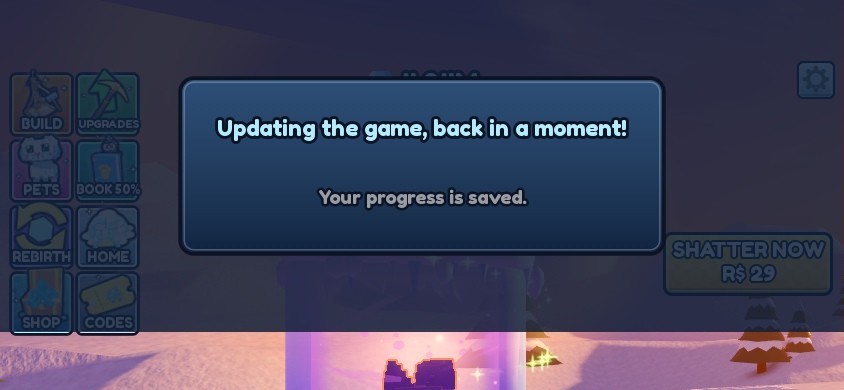 Updating the game, back in a moment!
Your progress is saved.
BUILD
UPGRADES
PETS
BOOK 50%
REBIRTH
HOME
SHOP
CODES
SHATTER NOW
R$ 29